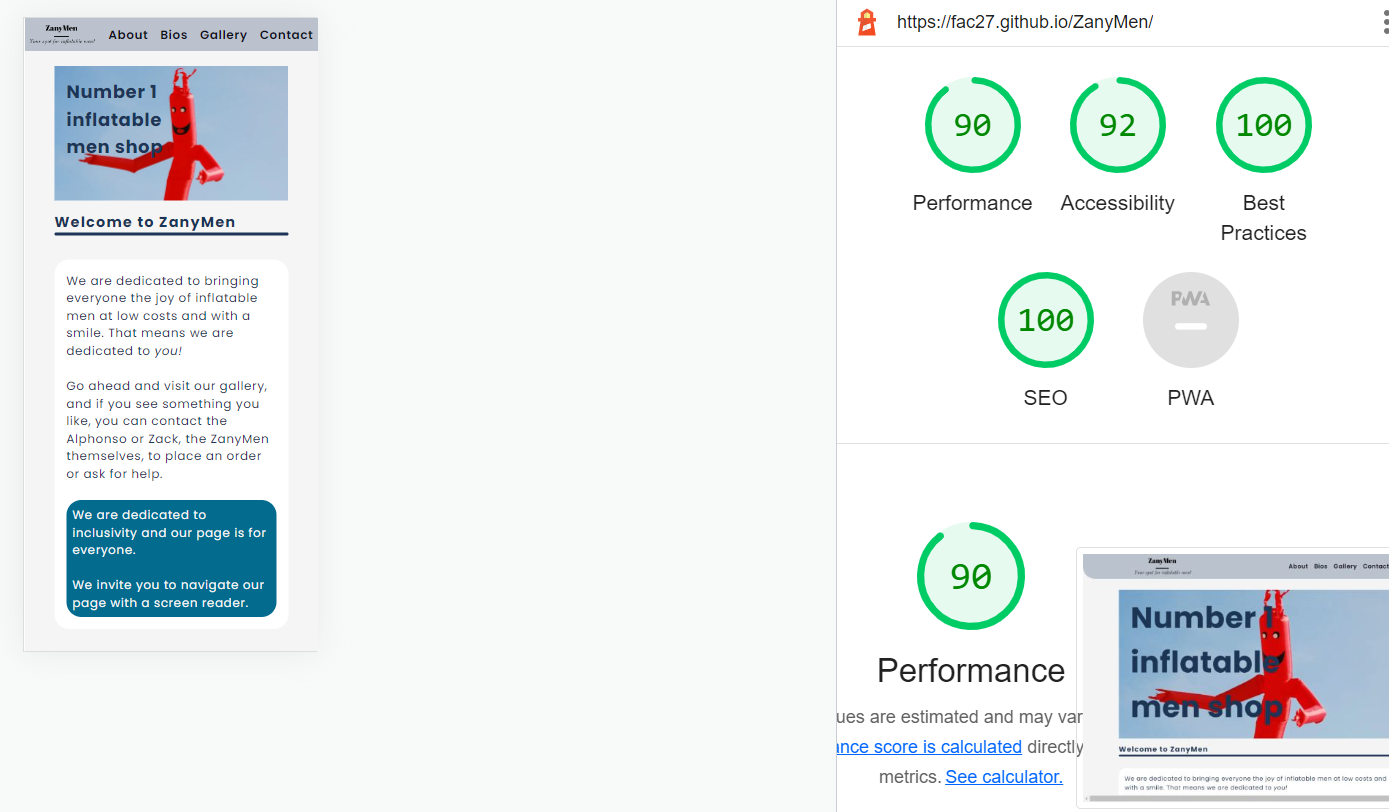 ZanyMen
Your spot for inflatable men!
About Bios Gallery Contact
Number 1
inflatable
men shop
Welcome to ZanyMen
We are dedicated to bringing
everyone the joy of inflatable
men at low costs and with a
smile. That means we are
dedicated to you!
Go ahead and visit our gallery,
and if you see something you
like, you can contact the
Alphonso or Zack, the ZanyMen
themselves, to place an order
or ask for help.
We are dedicated to
inclusivity and our page is for
everyone.
We invite you to navigate our
page with a screen reader.
https://fac27.github.io/ZanyMen/
90
Performance
92
Accessibility
100
Best
Practices
100
SEO
PWA
PWA
90
Performance
ues are estimated and may var
nce score is calculated directly
metrics. See calculator.
ZanyMen
Your spot for inflatable men!
About Bios Gallery Contact
Number 1
inflatable
men shop
Welcome to ZanyMen
We are dedicated to bringing everyone the joy of inflatable men at low costs and
with a smile. That means we are dedicated to you!